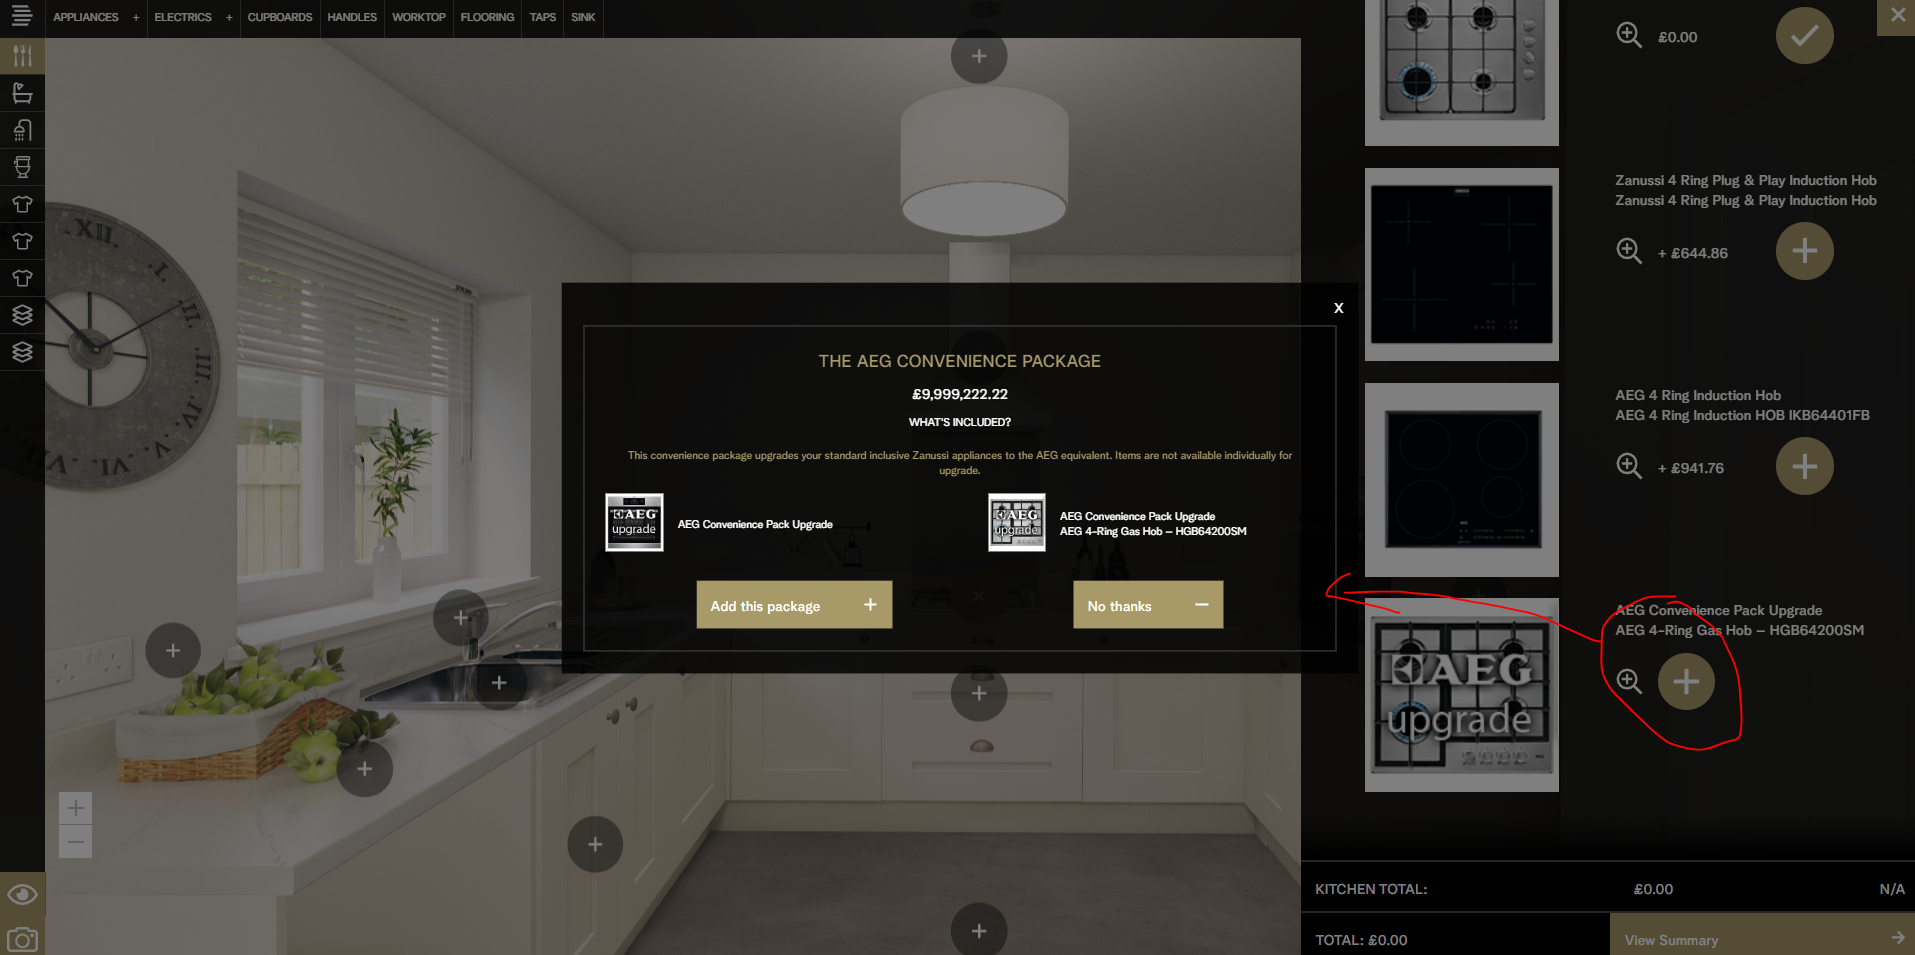 APPLIANCES +
ELECTRICS +
CUPBOARDS
HANDLES
WORKTOP
FLOORING
TAPS
SINK
£0.00
Zanussi 4 Ring Plug & Play Induction Hob
Zanussi 4 Ring Plug & Play Induction Hob
+ £644.86
AEG 4 Ring Induction Hob
AEG 4 Ring Induction HOB IKB64401FB
+ £941.76
AEG Convenience Pack Upgrade
AEG 4-Ring Gas Hob – HGB64200SM
AEG
upgrade
X
THE AEG CONVENIENCE PACKAGE
£9,999,222.22
WHAT'S INCLUDED?
This convenience package upgrades your standard inclusive Zanussi appliances to the AEG equivalent. Items are not available individually for
upgrade.
AEG
upgrade
AEG Convenience Pack Upgrade
AEG
upgrade
AEG Convenience Pack Upgrade
AEG 4-Ring Gas Hob – HGB64200SM
Add this package +
No thanks –
XII
I
II
III
IV
V
VI
VII
KITCHEN TOTAL: £0.00 N/A
TOTAL: £0.00
View Summary